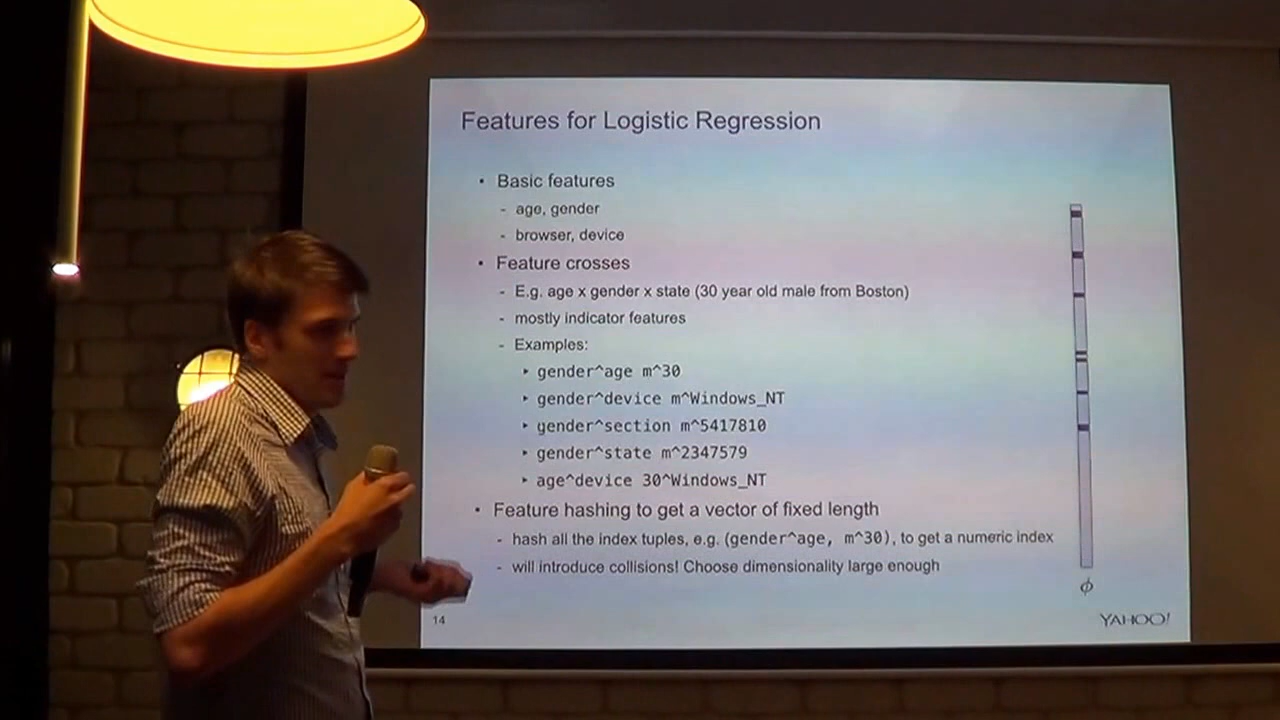 Features for Logistic Regression
• Basic features
- age, gender
- browser, device
• Feature crosses
- E.g. age x gender x state (30 year old male from Boston)
- mostly indicator features
- Examples:
‣ gender^age m^30
‣ gender^device m^Windows_NT
‣ gender^section m^5417810
‣ gender^state m^2347579
‣ age^device 30^Windows_NT
• Feature hashing to get a vector of fixed length
- hash all the index tuples, e.g. (gender^age, m^30), to get a numeric index
- will introduce collisions! Choose dimensionality large enough
ϕ
14
YAHOO!